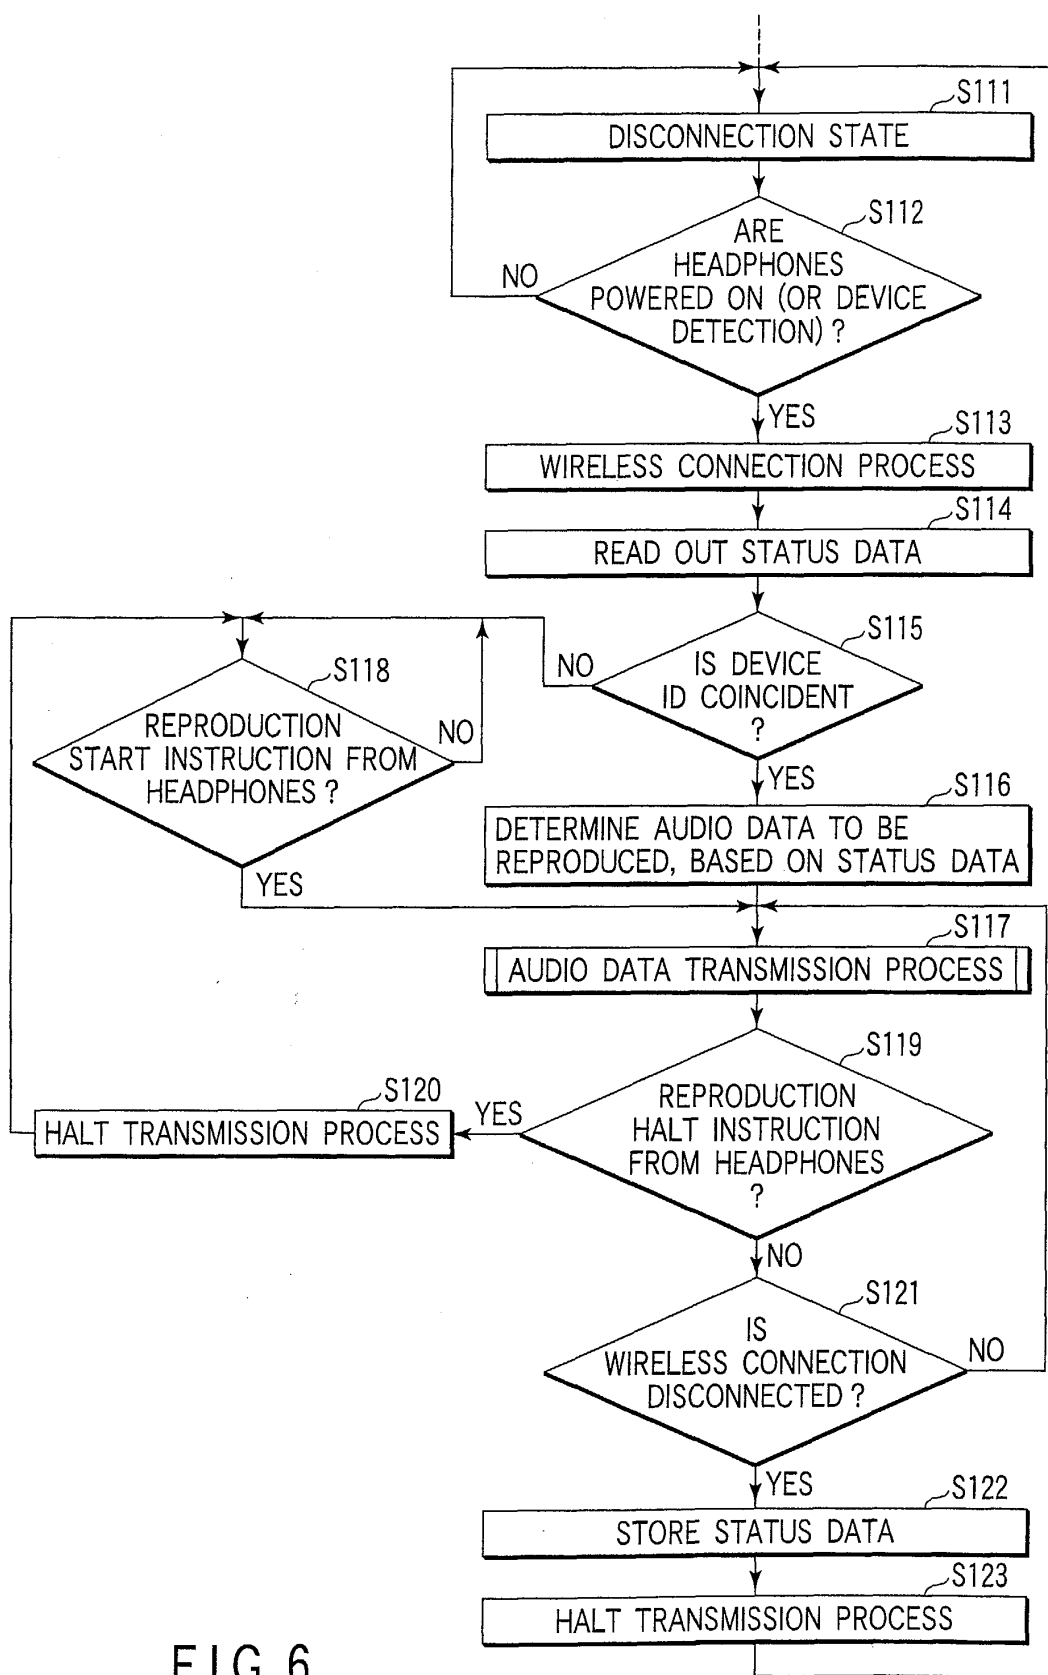 S111
DISCONNECTION STATE
S112
ARE
HEADPHONES
POWERED ON (OR DEVICE
DETECTION) ?
NO
YES
S113
WIRELESS CONNECTION PROCESS
S114
READ OUT STATUS DATA
S115
IS DEVICE
ID COINCIDENT
?
NO
YES
S118
REPRODUCTION
START INSTRUCTION FROM
HEADPHONES ?
NO
YES
S116
DETERMINE AUDIO DATA TO BE
REPRODUCED, BASED ON STATUS DATA
S117
AUDIO DATA TRANSMISSION PROCESS
S119
REPRODUCTION
HALT INSTRUCTION
FROM HEADPHONES
?
YES
S120
HALT TRANSMISSION PROCESS
NO
S121
IS
WIRELESS CONNECTION
DISCONNECTED ?
NO
YES
S122
STORE STATUS DATA
S123
HALT TRANSMISSION PROCESS
FIG. 6